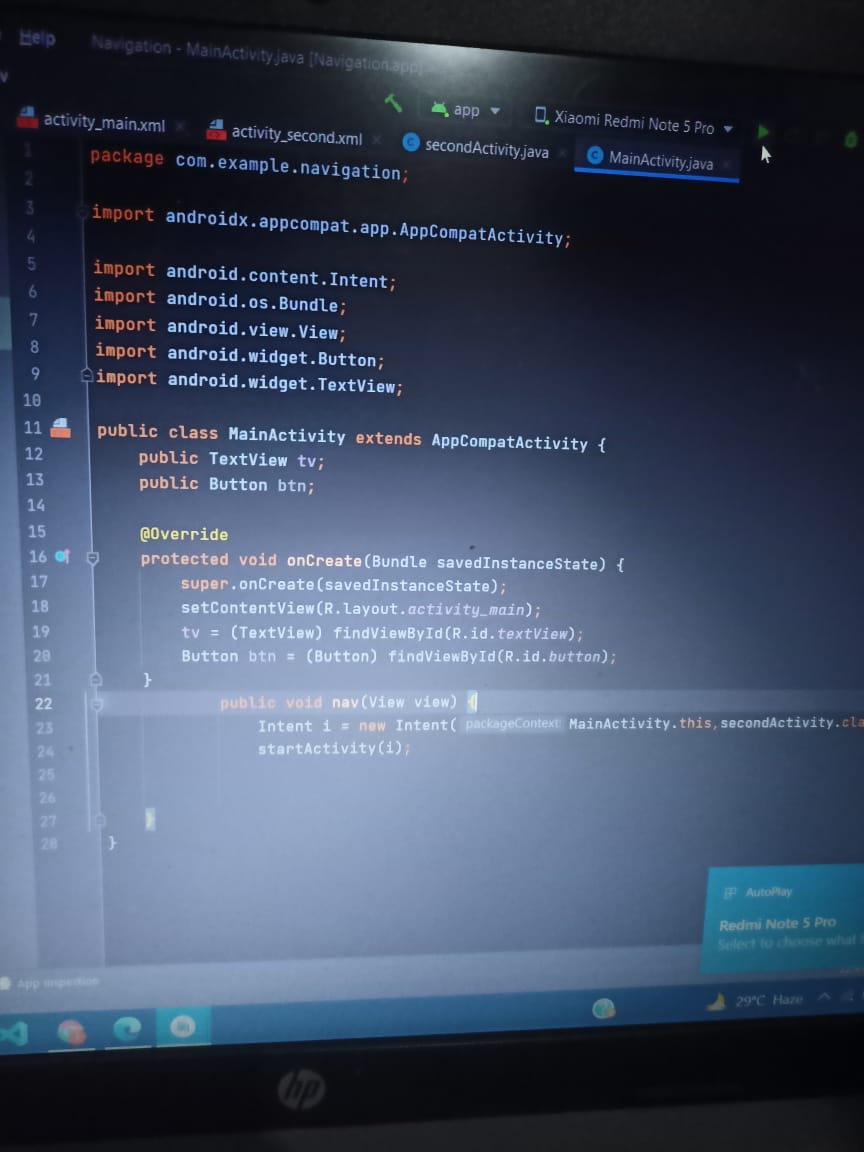 Help
Navigation - MainActivity.java [Navigation.app]
app
Xiaomi Redmi Note 5 Pro
activity_main.xml
activity_second.xml
secondActivity.java
MainActivity.java
1 package com.example.navigation;
2
3 import androidx.appcompat.app.AppCompatActivity;
4
5 import android.content.Intent;
6 import android.os.Bundle;
7 import android.view.View;
8 import android.widget.Button;
9 import android.widget.TextView;
10
11 public class MainActivity extends AppCompatActivity {
12 public TextView tv;
13 public Button btn;
14
15 @Override
16 protected void onCreate(Bundle savedInstanceState) {
17 super.onCreate(savedInstanceState);
18 setContentView(R.layout.activity_main);
19 tv = (TextView) findViewById(R.id.textView);
20 Button btn = (Button) findViewById(R.id.button);
21 }
22 public void nav(View view) {
23 Intent i = new Intent( packageContext: MainActivity.this,secondActivity.cla
24 startActivity(i);
25
26
27 }
28 }
AutoPlay
Redmi Note 5 Pro
Select to choose what
App Inspection
29°C Haze
hp